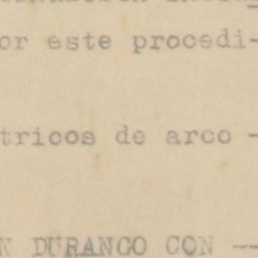 or este procedi-
tricos de arco -
N DURANGO CON --